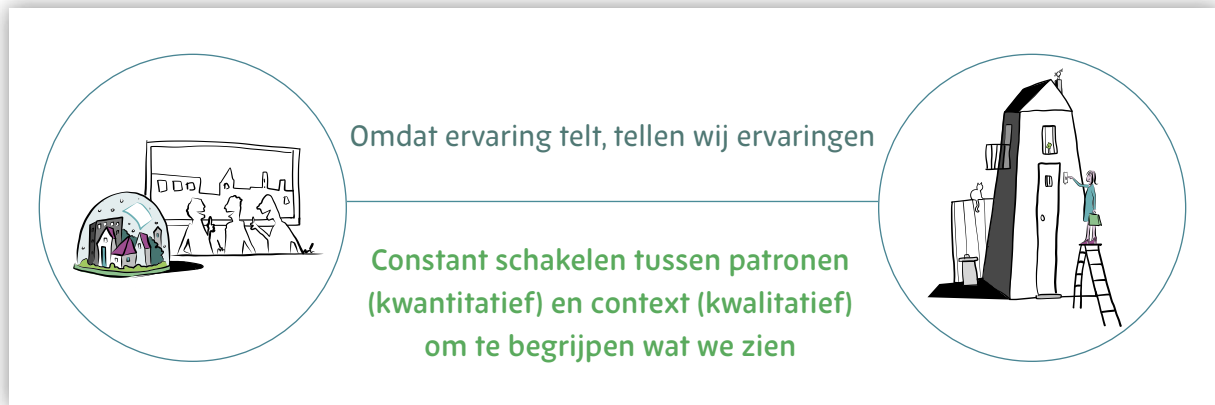 Omdat ervaring telt, tellen wij ervaringen
Constant schakelen tussen patronen
(kwantitatief) en context (kwalitatief)
om te begrijpen wat we zien